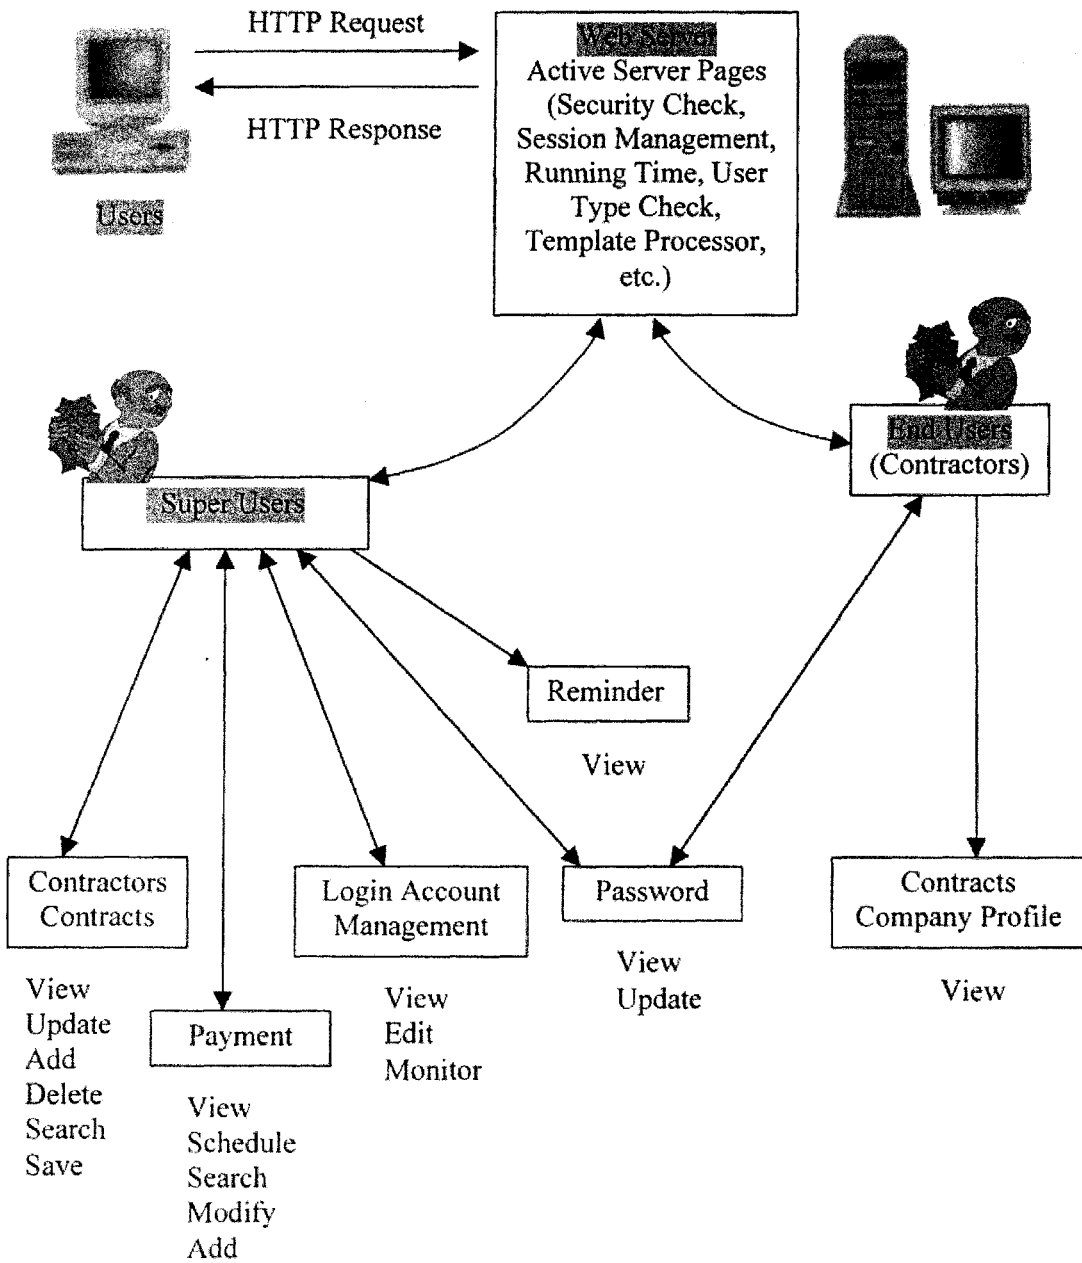 HTTP Request
HTTP Response
Users
Web Server
Active Server Pages
(Security Check,
Session Management,
Running Time, User
Type Check,
Template Processor,
etc.)
End Users
(Contractors)
Super Users
Reminder
View
Contractors
Contracts
View
Update
Add
Delete
Search
Save
Payment
View
Schedule
Search
Modify
Add
Login Account
Management
View
Edit
Monitor
Password
View
Update
Contracts
Company Profile
View